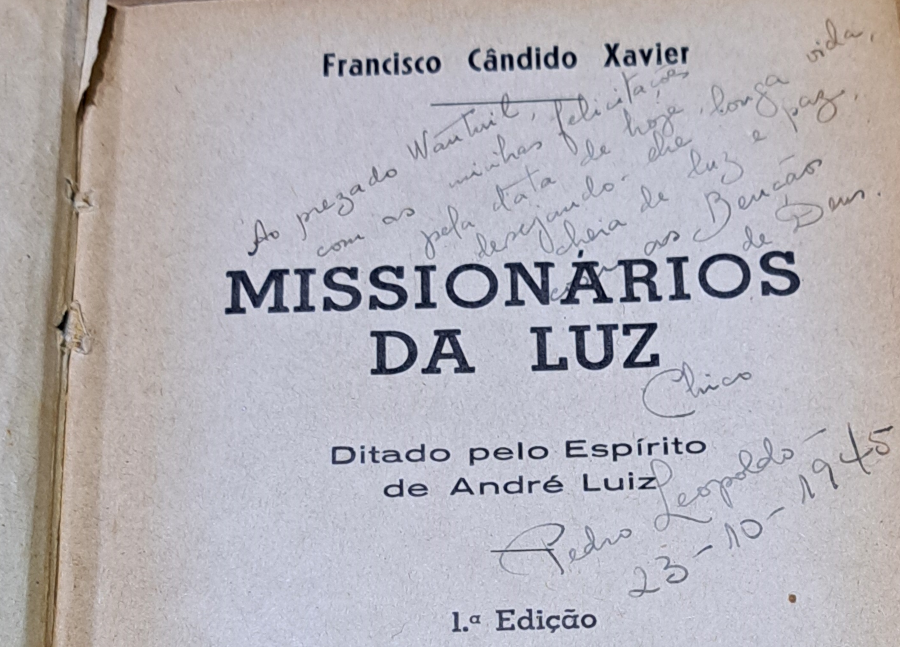 Francisco Cândido Xavier
Ao prezado Wantuil,
com as minhas felicitações
pela data de hoje,
desejando-lhe longa vida,
cheia de luz e paz,
com as Bençãos
de Deus.
MISSIONÁRIOS
DA LUZ
Chico
Ditado pelo Espírito
de André Luiz
Pedro Leopoldo -
23-10-1945
1.ª Edição